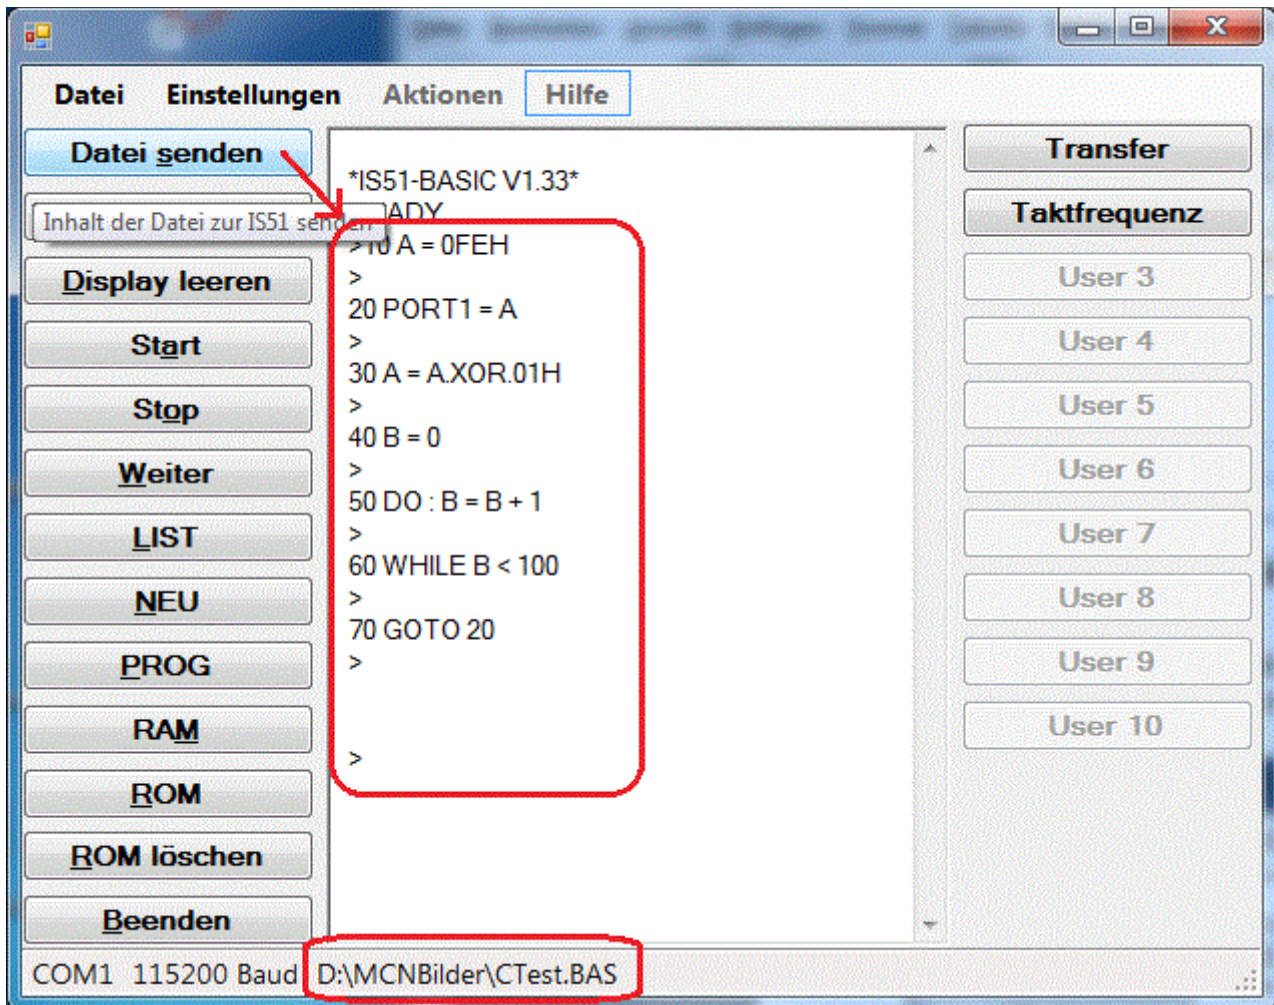 Datei Einstellungen Aktionen Hilfe
Datei senden
Inhalt der Datei zur IS51 senden
Display leeren
Start
Stop
Weiter
LIST
NEU
PROG
RAM
ROM
ROM löschen
Beenden
*IS51-BASIC V1.33*
ADY
>10 A = 0FEH
>
20 PORT1 = A
>
30 A = A.XOR.01H
>
40 B = 0
>
50 DO : B = B + 1
>
60 WHILE B < 100
>
70 GOTO 20
>
>
Transfer
Taktfrequenz
User 3
User 4
User 5
User 6
User 7
User 8
User 9
User 10
COM1 115200 Baud D:\MCNBilder\CTest.BAS